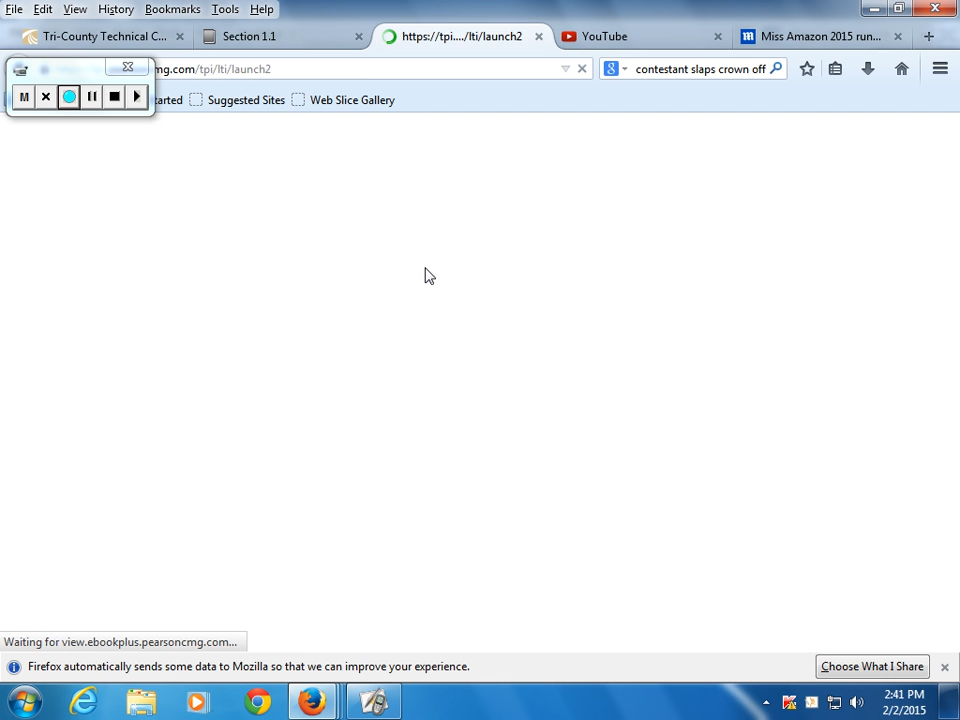 File Edit View History Bookmarks Tools Help
Tri-County Technical C... Section 1.1 https://tpi..../lti/launch2 YouTube Miss Amazon 2015 run...
mg.com/tpi/lti/launch2 contestant slaps crown off
M
tarted Suggested Sites Web Slice Gallery
Waiting for view.ebookplus.pearsoncmg.com...
Firefox automatically sends some data to Mozilla so that we can improve your experience. Choose What I Share
2:41 PM
2/2/2015